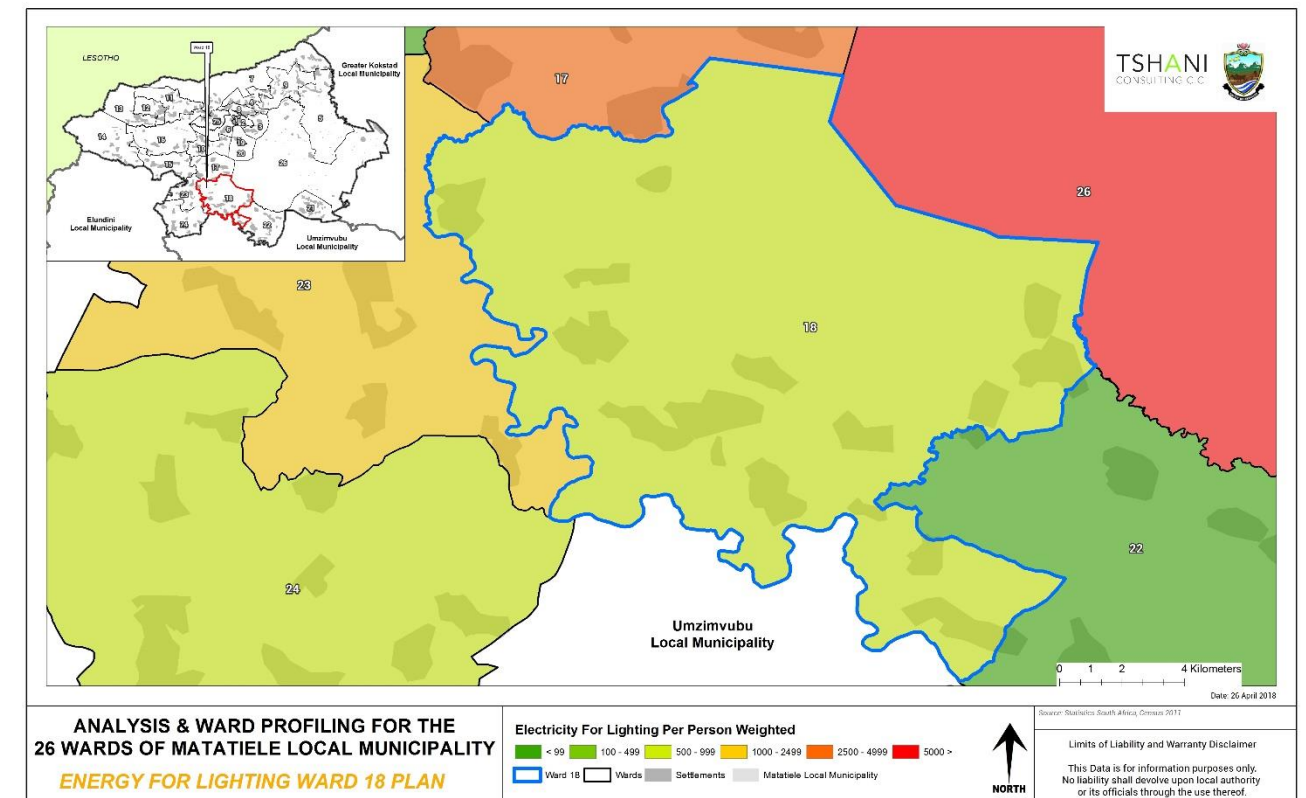 LESOTHO
Greater Kokstad
Local Municipality
Elundini
Local Municipality
Umzimvubu
Local Municipality
17
TSHANI
CONSULTING C.C
26
23
18
24
22
Umzimvubu
Local Municipality
0 1 2 4 Kilometers
Date: 26 April 2018
ANALYSIS & WARD PROFILING FOR THE
26 WARDS OF MATATIELE LOCAL MUNICIPALITY
ENERGY FOR LIGHTING WARD 18 PLAN
Electricity For Lighting Per Person Weighted
< 99 100 - 499 500 - 999 1000 - 2499 2500 - 4999 5000 >
Ward 18 Wards Settlements Matatiele Local Municipality
NORTH
Source: Statistics South Africa, Census 2011
Limits of Liability and Warranty Disclaimer
This Data is for information purposes only.
No liability shall devolve upon local authority
or its officials through the use thereof.